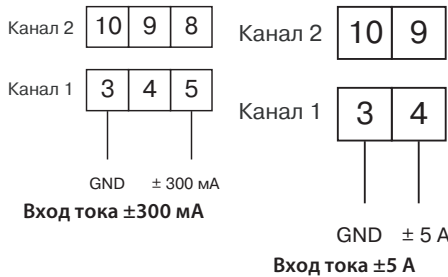 Канал 2 10 9 8
Канал 1 3 4 5
GND ± 300 мА
Вход тока ±300 мА
Канал 2 10 9
Канал 1 3 4
GND ± 5 А
Вход тока ±5 А